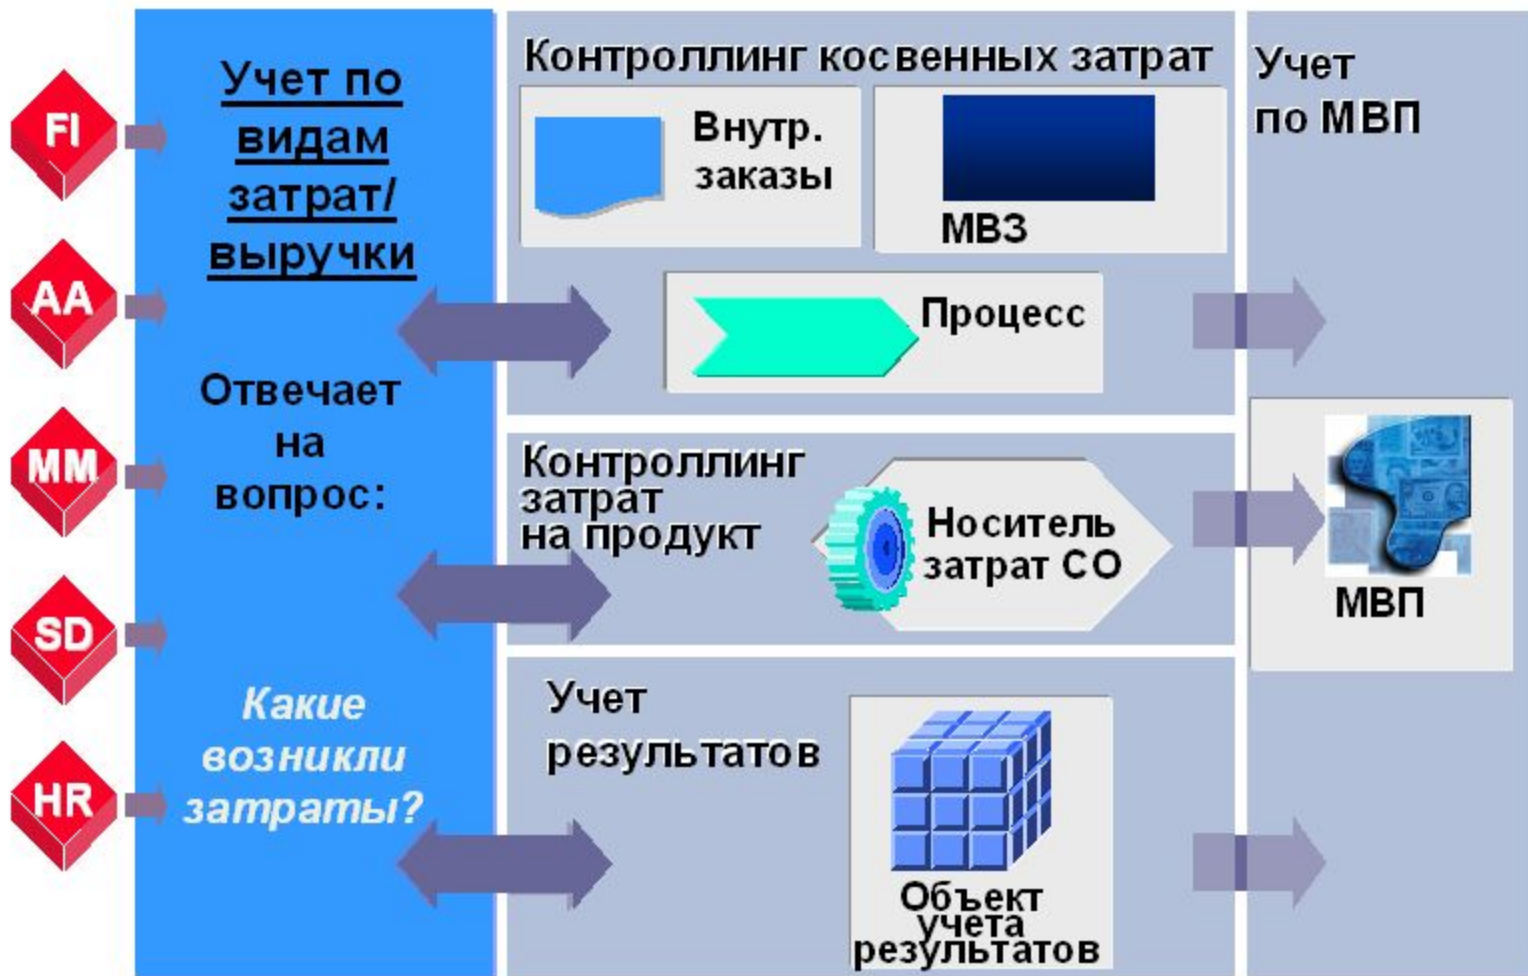 FI
AA
MM
SD
HR
Учет по
видам
затрат/
выручки
Отвечает
на
вопрос:
Какие
возникли
затраты?
Контроллинг косвенных затрат
Внутр.
заказы
МВЗ
Процесс
Контроллинг
затрат
на продукт
Носитель
затрат СО
Учет
результатов
Объект
учета
результатов
Учет
по МВП
МВП